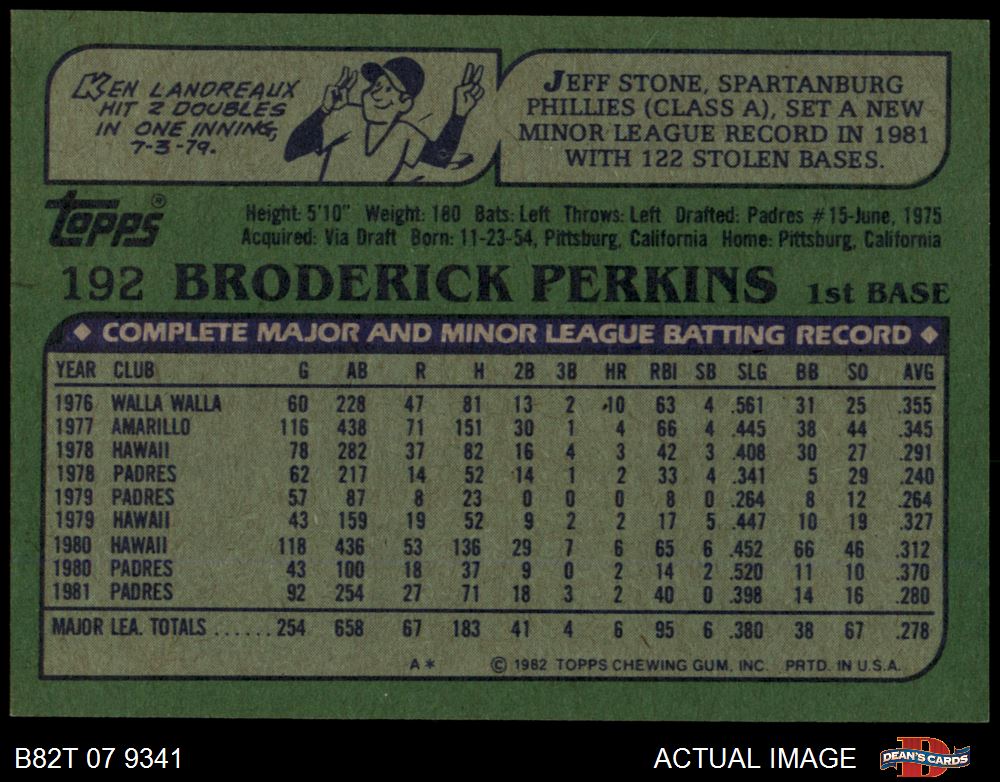 KEN LANDREAUX
HIT 2 DOUBLES
IN ONE INNING,
7-3-79.
JEFF STONE, SPARTANBURG
PHILLIES (CLASS A), SET A NEW
MINOR LEAGUE RECORD IN 1981
WITH 122 STOLEN BASES.
topps®
Height: 5'10" Weight: 180 Bats: Left Throws: Left Drafted: Padres #15-June, 1975
Acquired: Via Draft Born: 11-23-54, Pittsburg, California Home: Pittsburg, California
192 BRODERICK PERKINS 1st BASE
◆ COMPLETE MAJOR AND MINOR LEAGUE BATTING RECORD ◆
YEAR CLUB G AB R H 2B 3B HR RBI SB SLG BB SO AVG
1976 WALLA WALLA 60 228 47 81 13 2 10 63 4 .561 31 25 .355
1977 AMARILLO 116 438 71 151 30 1 4 66 4 .445 38 44 .345
1978 HAWAII 78 282 37 82 16 4 3 42 3 .408 30 27 .291
1978 PADRES 62 217 14 52 14 1 2 33 4 .341 5 29 .240
1979 PADRES 57 87 8 23 0 0 0 8 0 .264 8 12 .264
1979 HAWAII 43 159 19 52 9 2 2 17 5 .447 10 19 .327
1980 HAWAII 118 436 53 136 29 7 6 65 6 .452 66 46 .312
1980 PADRES 43 100 18 37 9 0 2 14 2 .520 11 10 .370
1981 PADRES 92 254 27 71 18 3 2 40 0 .398 14 16 .280
MAJOR LEA. TOTALS ...... 254 658 67 183 41 4 6 95 6 .380 38 67 .278
A* © 1982 TOPPS CHEWING GUM, INC. PRTD. IN U.S.A.
B82T 07 9341 ACTUAL IMAGE DEAN'S CARDS